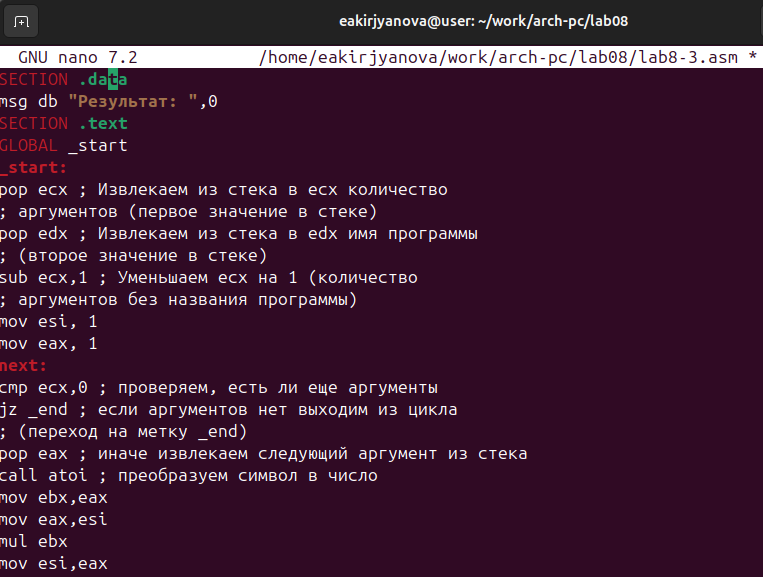 eakirjyanova@user: ~/work/arch-pc/lab08
GNU nano 7.2 /home/eakirjyanova/work/arch-pc/lab08/lab8-3.asm *
SECTION .data
msg db "Результат: ",0
SECTION .text
GLOBAL _start
_start:
pop ecx ; Извлекаем из стека в ecx количество
; аргументов (первое значение в стеке)
pop edx ; Извлекаем из стека в edx имя программы
; (второе значение в стеке)
sub ecx,1 ; Уменьшаем ecx на 1 (количество
; аргументов без названия программы)
mov esi, 1
mov eax, 1
next:
cmp ecx,0 ; проверяем, есть ли еще аргументы
jz _end ; если аргументов нет выходим из цикла
; (переход на метку _end)
pop eax ; иначе извлекаем следующий аргумент из стека
call atoi ; преобразуем символ в число
mov ebx,eax
mov eax,esi
mul ebx
mov esi,eax